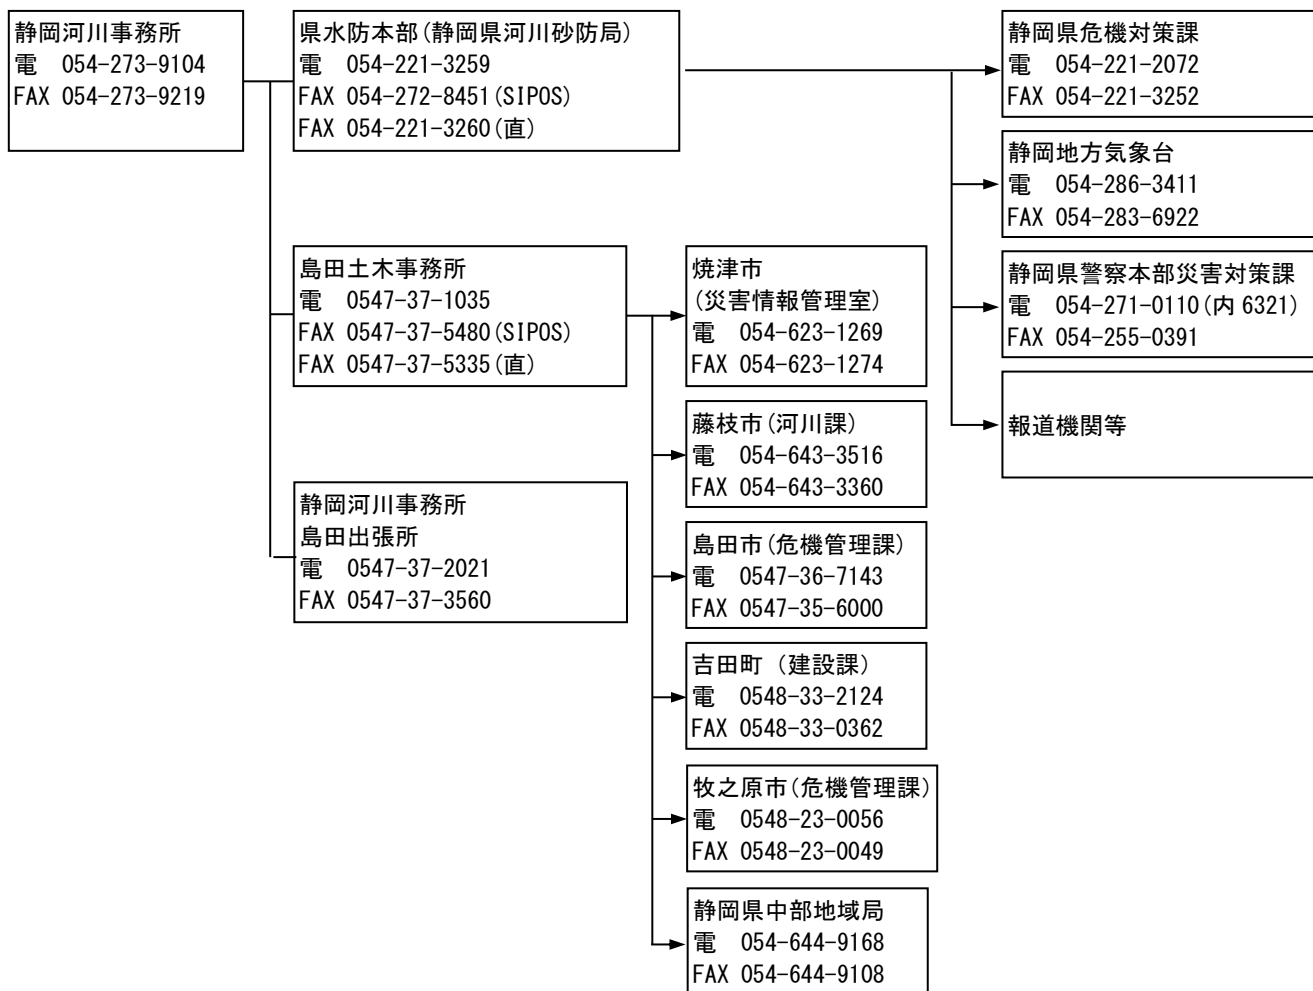 静岡河川事務所
電　054-273-9104
FAX 054-273-9219
県水防本部(静岡県河川砂防局)
電　054-221-3259
FAX 054-272-8451(SIPOS)
FAX 054-221-3260(直)
静岡県危機対策課
電　054-221-2072
FAX 054-221-3252
静岡地方気象台
電　054-286-3411
FAX 054-283-6922
静岡県警察本部災害対策課
電　054-271-0110(内 6321)
FAX 054-255-0391
報道機関等
島田土木事務所
電　0547-37-1035
FAX 0547-37-5480(SIPOS)
FAX 0547-37-5335(直)
焼津市
(災害情報管理室)
電　054-623-1269
FAX 054-623-1274
藤枝市(河川課)
電　054-643-3516
FAX 054-643-3360
島田市(危機管理課)
電　0547-36-7143
FAX 0547-35-6000
吉田町 (建設課)
電　0548-33-2124
FAX 0548-33-0362
牧之原市(危機管理課)
電　0548-23-0056
FAX 0548-23-0049
静岡県中部地域局
電　054-644-9168
FAX 054-644-9108
静岡河川事務所
島田出張所
電　0547-37-2021
FAX 0547-37-3560